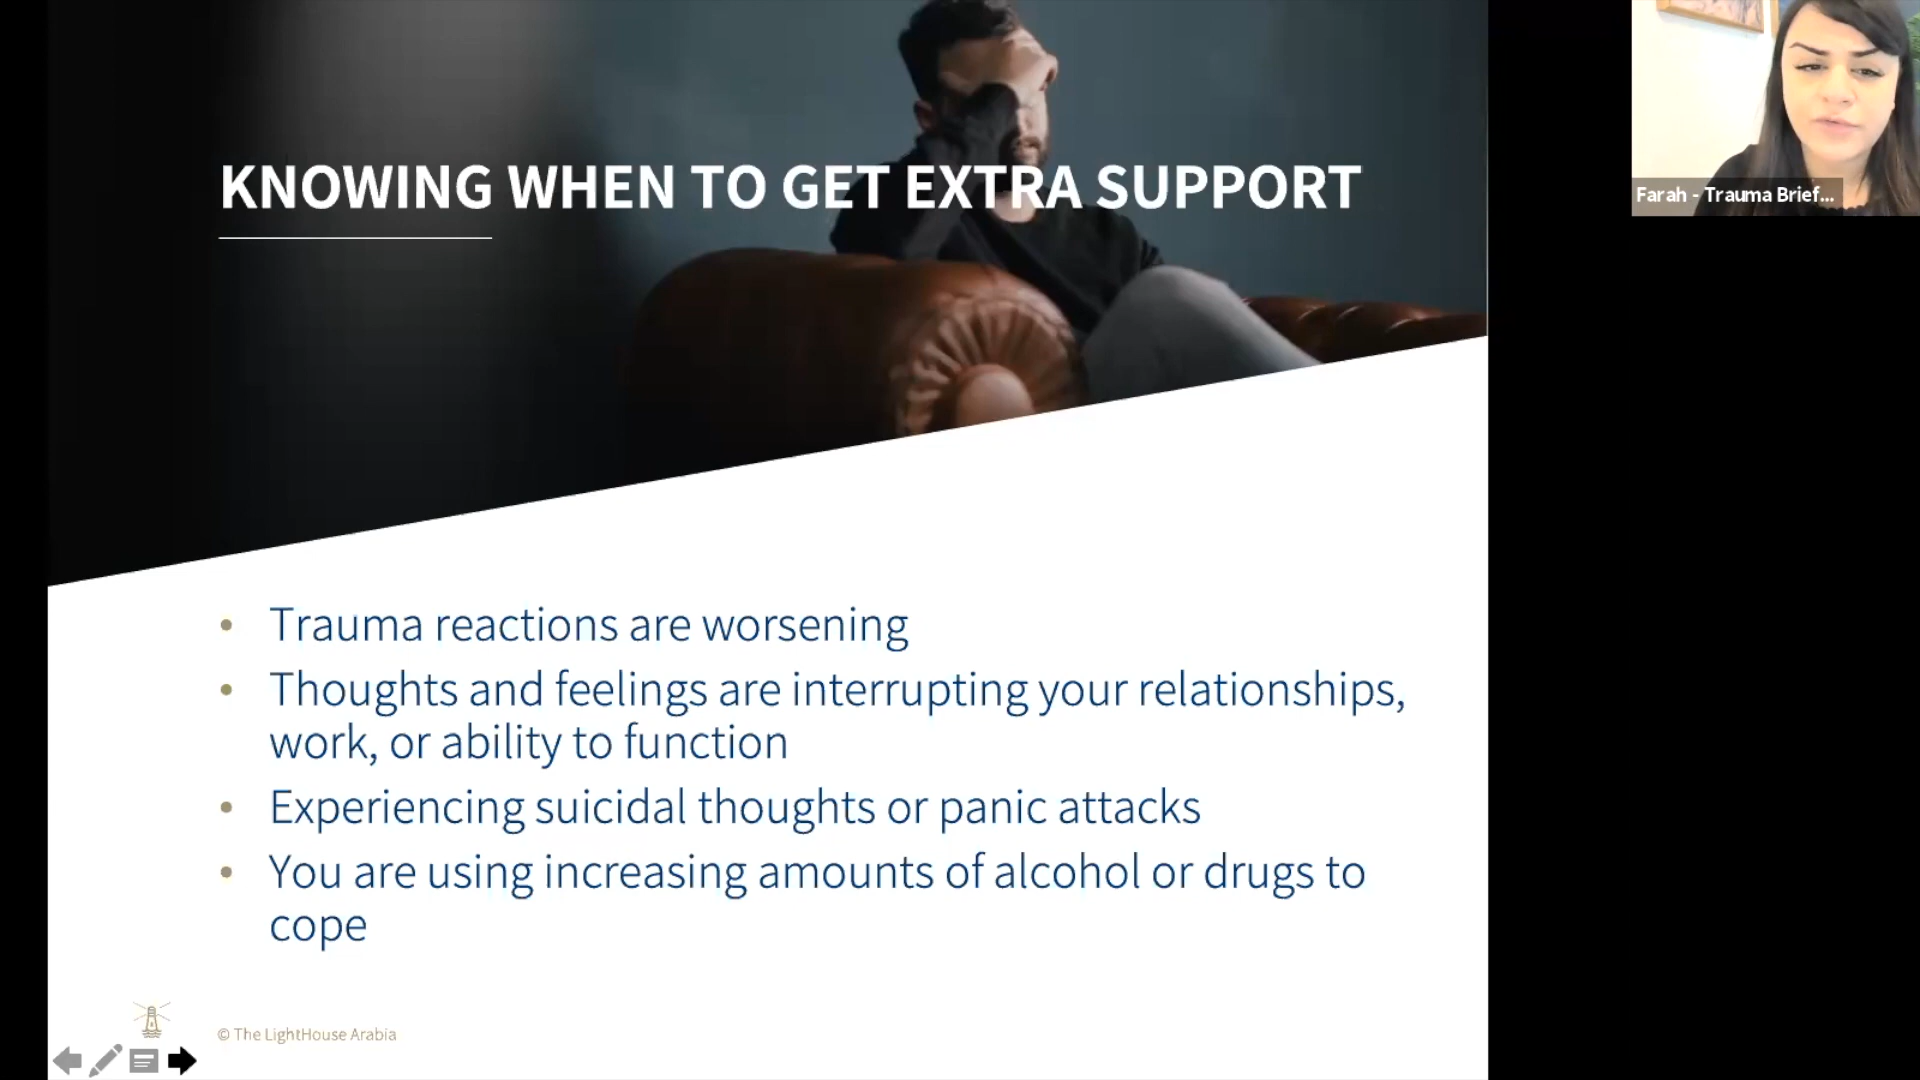 KNOWING WHEN TO GET EXTRA SUPPORT
Farah - Trauma Brief...
• Trauma reactions are worsening
• Thoughts and feelings are interrupting your relationships,
work, or ability to function
• Experiencing suicidal thoughts or panic attacks
• You are using increasing amounts of alcohol or drugs to
cope
© The LightHouse Arabia